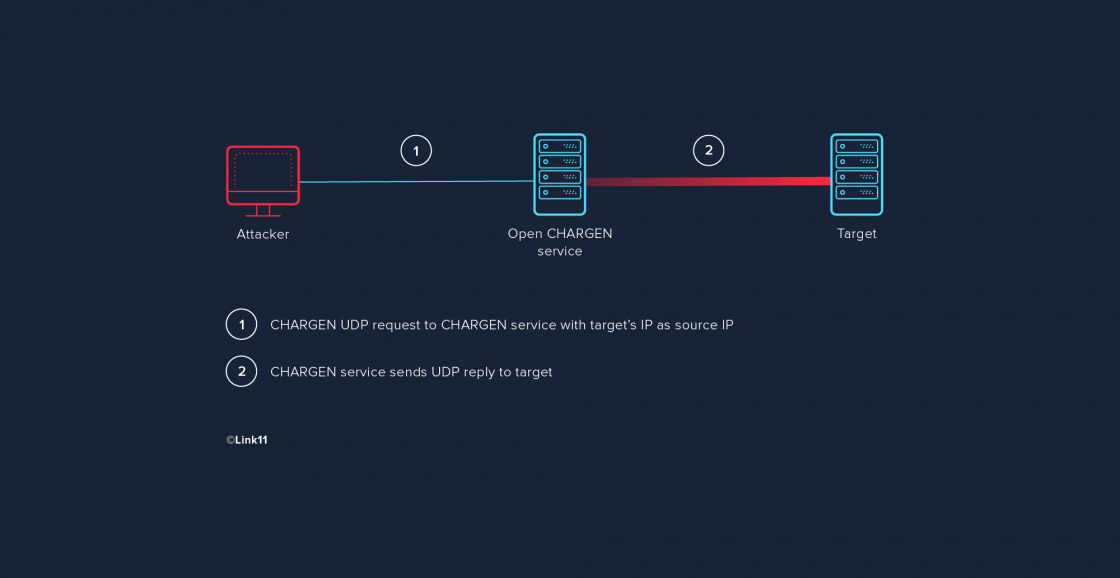 1
2
Attacker
Open CHARGEN
service
Target
1 CHARGEN UDP request to CHARGEN service with target’s IP as source IP
2 CHARGEN service sends UDP reply to target
©Link11